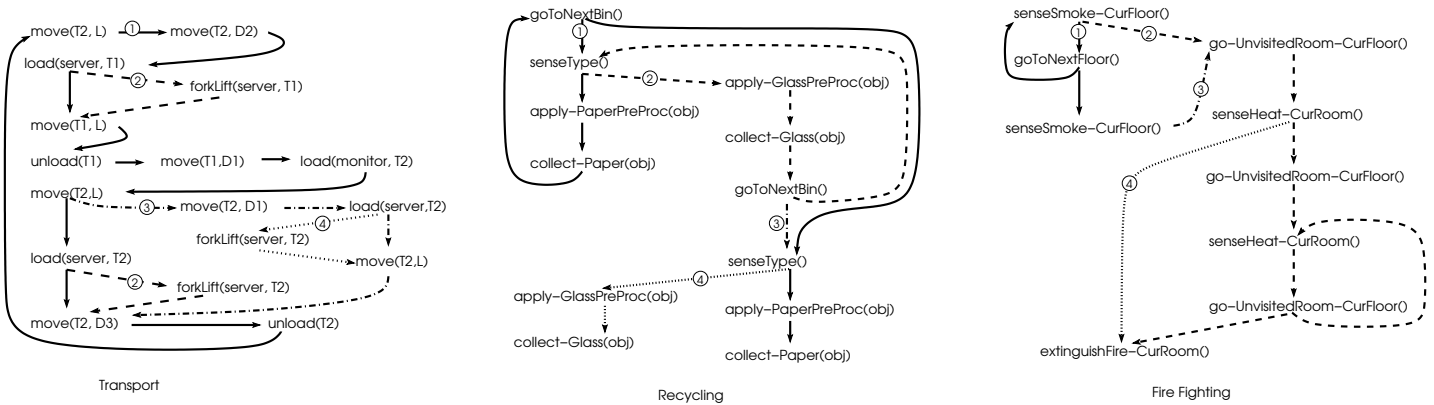 move(T2, L) 1 move(T2, D2)
load(server, T1)
2
forkLift(server, T1)
move(T1, L)
unload(T1) move(T1,D1) load(monitor, T2)
move(T2,L)
3 move(T2, D1) load(server,T2)
4
forkLift(server, T2)
load(server, T2) move(T2,L)
2
forkLift(server, T2)
move(T2, D3) unload(T2)
Transport
goToNextBin()
1
senseType()
2 apply-GlassPreProc(obj)
apply-PaperPreProc(obj)
collect-Glass(obj)
collect-Paper(obj)
goToNextBin()
3
senseType()
4
apply-GlassPreProc(obj)
apply-PaperPreProc(obj)
collect-Glass(obj)
collect-Paper(obj)
Recycling
senseSmoke-CurFloor()
1 2
go-UnvisitedRoom-CurFloor()
goToNextFloor()
3
senseHeat-CurRoom()
senseSmoke-CurFloor()
4 go-UnvisitedRoom-CurFloor()
senseHeat-CurRoom()
go-UnvisitedRoom-CurFloor()
extinguishFire-CurRoom()
Fire Fighting